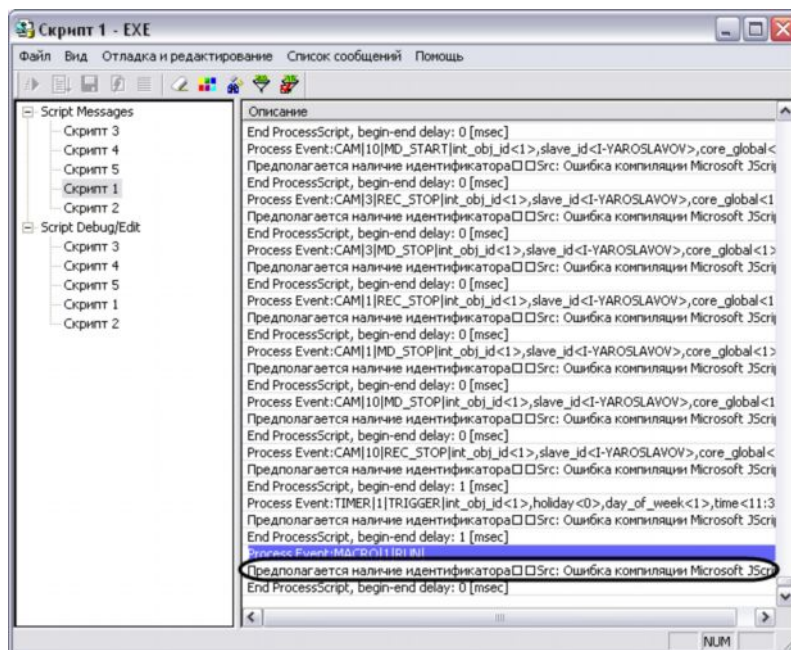 Скрипт 1 - EXE
Файл Вид Отладка и редактирование Список сообщений Помощь
Script Messages
Скрипт 3
Скрипт 4
Скрипт 5
Скрипт 1
Скрипт 2
Script Debug/Edit
Скрипт 3
Скрипт 4
Скрипт 5
Скрипт 1
Скрипт 2
Описание
End ProcessScript, begin-end delay: 0 [msec]
Process Event:CAM|10|MD_START|int_obj_id<1>,slave_id<I-YAROSLAVOV>,core_global<
Предполагается наличие идентификатора□□Src: Ошибка компиляции Microsoft JScri
End ProcessScript, begin-end delay: 0 [msec]
Process Event:CAM|3|REC_STOP|int_obj_id<1>,slave_id<I-YAROSLAVOV>,core_global<1
Предполагается наличие идентификатора□□Src: Ошибка компиляции Microsoft JScri
End ProcessScript, begin-end delay: 0 [msec]
Process Event:CAM|3|MD_STOP|int_obj_id<1>,slave_id<I-YAROSLAVOV>,core_global<1>
Предполагается наличие идентификатора□□Src: Ошибка компиляции Microsoft JScri
End ProcessScript, begin-end delay: 0 [msec]
Process Event:CAM|1|REC_STOP|int_obj_id<1>,slave_id<I-YAROSLAVOV>,core_global<1
Предполагается наличие идентификатора□□Src: Ошибка компиляции Microsoft JScri
End ProcessScript, begin-end delay: 0 [msec]
Process Event:CAM|1|MD_STOP|int_obj_id<1>,slave_id<I-YAROSLAVOV>,core_global<1>
Предполагается наличие идентификатора□□Src: Ошибка компиляции Microsoft JScri
End ProcessScript, begin-end delay: 0 [msec]
Process Event:CAM|10|MD_STOP|int_obj_id<1>,slave_id<I-YAROSLAVOV>,core_global<1
Предполагается наличие идентификатора□□Src: Ошибка компиляции Microsoft JScri
End ProcessScript, begin-end delay: 0 [msec]
Process Event:CAM|10|REC_STOP|int_obj_id<1>,slave_id<I-YAROSLAVOV>,core_global<
Предполагается наличие идентификатора□□Src: Ошибка компиляции Microsoft JScri
End ProcessScript, begin-end delay: 1 [msec]
Process Event:TIMER|1|TRIGGER|int_obj_id<1>,holiday<0>,day_of_week<1>,time<11:3
Предполагается наличие идентификатора□□Src: Ошибка компиляции Microsoft JScri
End ProcessScript, begin-end delay: 1 [msec]
Process Event:MACRO|1|RUN|
Предполагается наличие идентификатора□□Src: Ошибка компиляции Microsoft JScri
End ProcessScript, begin-end delay: 0 [msec]
NUM